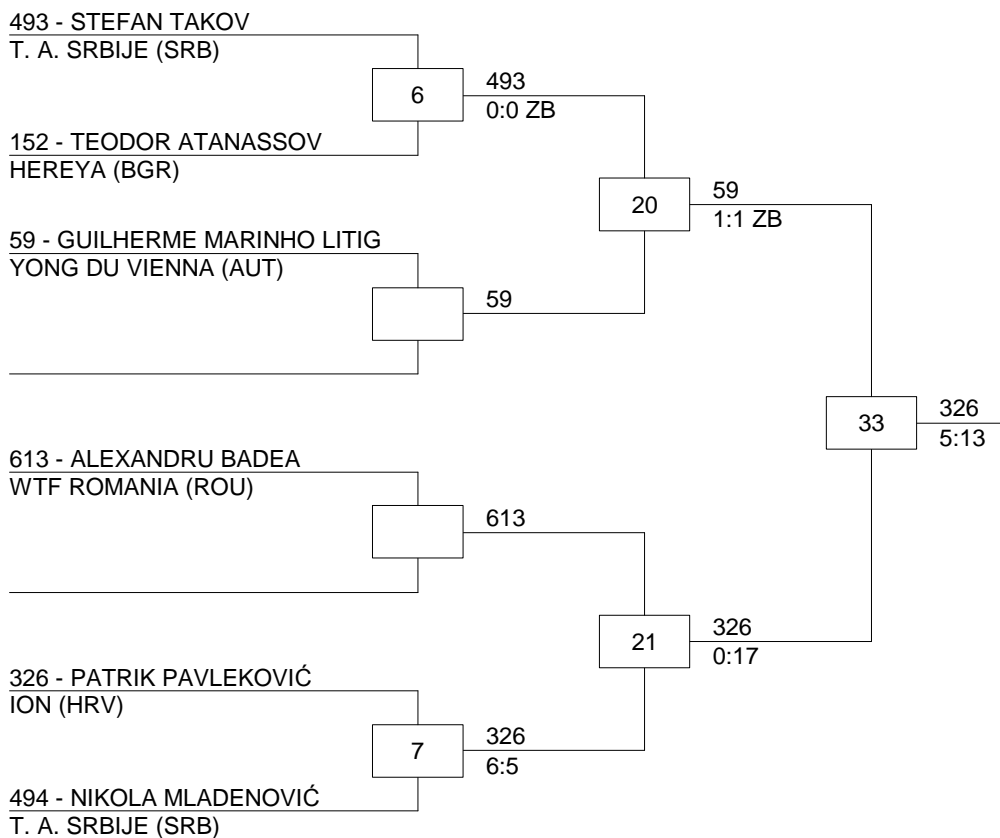 493 - STEFAN TAKOV
T. A. SRBIJE (SRB)
6
493
0:0 ZB
152 - TEODOR ATANASSOV
HEREYA (BGR)
20
59
1:1 ZB
59 - GUILHERME MARINHO LITIG
YONG DU VIENNA (AUT)
59
33
326
5:13
613 - ALEXANDRU BADEA
WTF ROMANIA (ROU)
613
21
326
0:17
326 - PATRIK PAVLEKOVIĆ
ION (HRV)
7
326
6:5
494 - NIKOLA MLADENOVIĆ
T. A. SRBIJE (SRB)